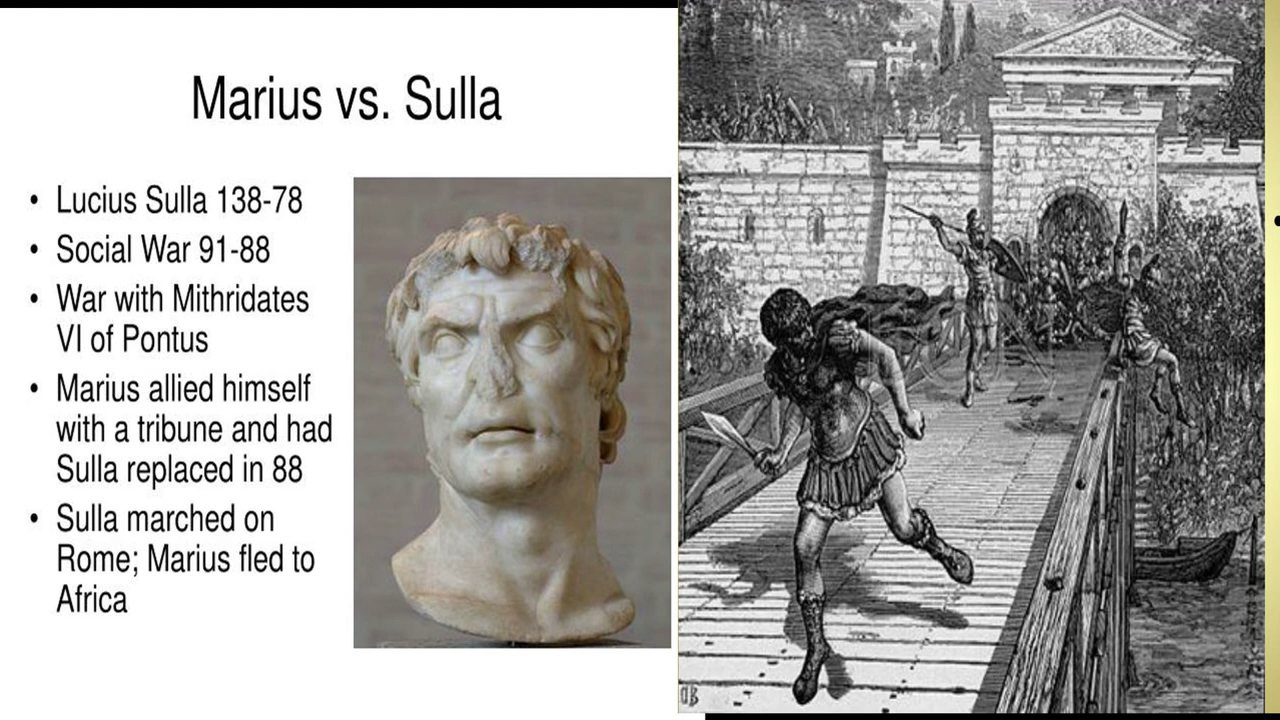 Marius vs. Sulla
• Lucius Sulla 138-78
• Social War 91-88
• War with Mithridates
VI of Pontus
• Marius allied himself
with a tribune and had
Sulla replaced in 88
• Sulla marched on
Rome; Marius fled to
Africa